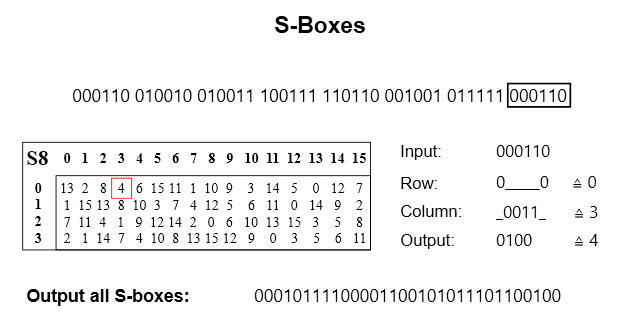 S-Boxes
000110 010010 010011 100111 110110 001001 011111 000110
S8 0 1 2 3 4 5 6 7 8 9 10 11 12 13 14 15
0 13 2 8 4 6 15 11 1 10 9 3 14 5 0 12 7
1 1 15 13 8 10 3 7 4 12 5 6 11 0 14 9 2
2 7 11 4 1 9 12 14 2 0 6 10 13 15 3 5 8
3 2 1 14 7 4 10 8 13 15 12 9 0 3 5 6 11
Input: 000110
Row: 0____0 ≙ 0
Column: _0011_ ≙ 3
Output: 0100 ≙ 4
Output all S-boxes: 00010111100001100101011101100100